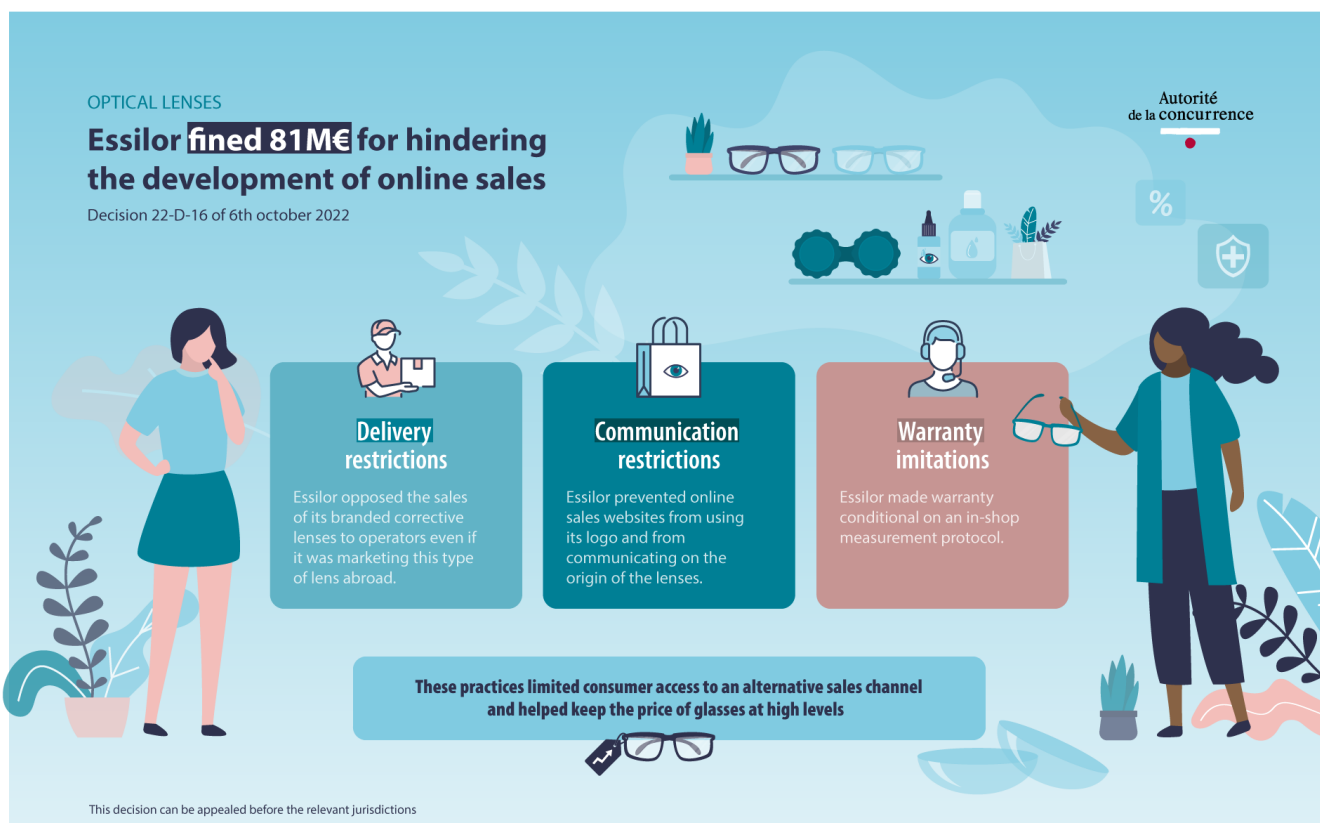 OPTICAL LENSES
Essilor fined 81M€ for hindering
the development of online sales
Decision 22-D-16 of 6th october 2022
Autorité
de la concurrence
%
Delivery
restrictions
Essilor opposed the sales
of its branded corrective
lenses to operators even if
it was marketing this type
of lens abroad.
Communication
restrictions
Essilor prevented online
sales websites from using
its logo and from
communicating on the
origin of the lenses.
Warranty
imitations
Essilor made warranty
conditional on an in-shop
measurement protocol.
These practices limited consumer access to an alternative sales channel
and helped keep the price of glasses at high levels
This decision can be appealed before the relevant jurisdictions